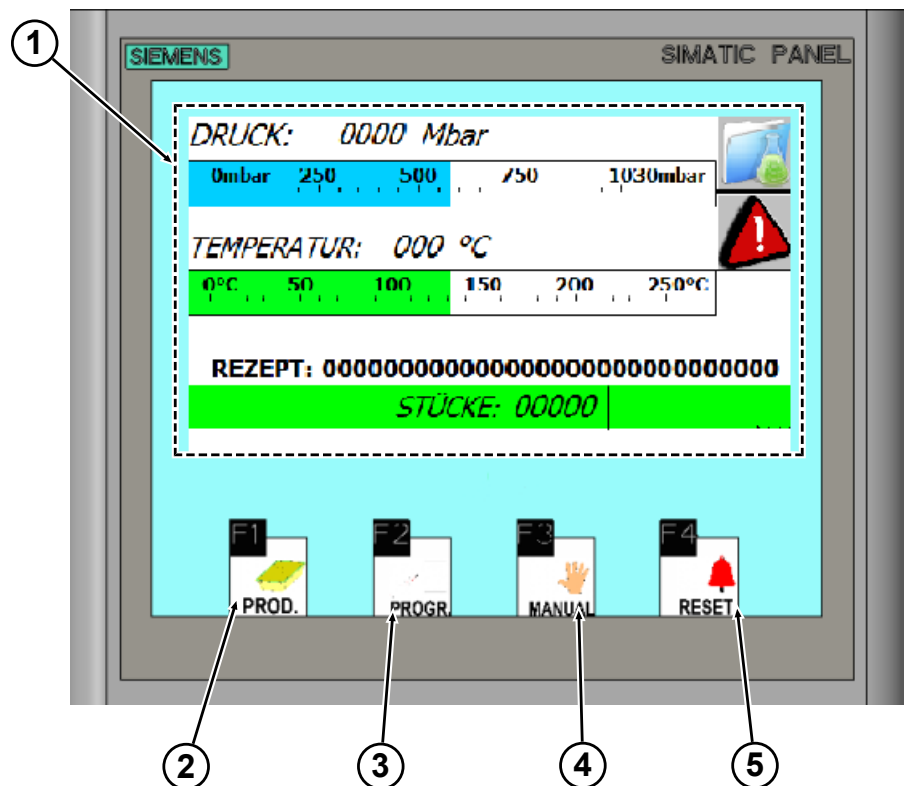 1
SIEMENS SIMATIC PANEL
DRUCK: 0000 Mbar
0mbar 250 500 750 1030mbar
TEMPERATUR: 000 °C
0°C 50 100 150 200 250°C
REZEPT: 00000000000000000000000000000000
STÜCKE: 00000
F1 F2 F3 F4
PROD. PROGR. MANUAL RESET
2 3 4 5